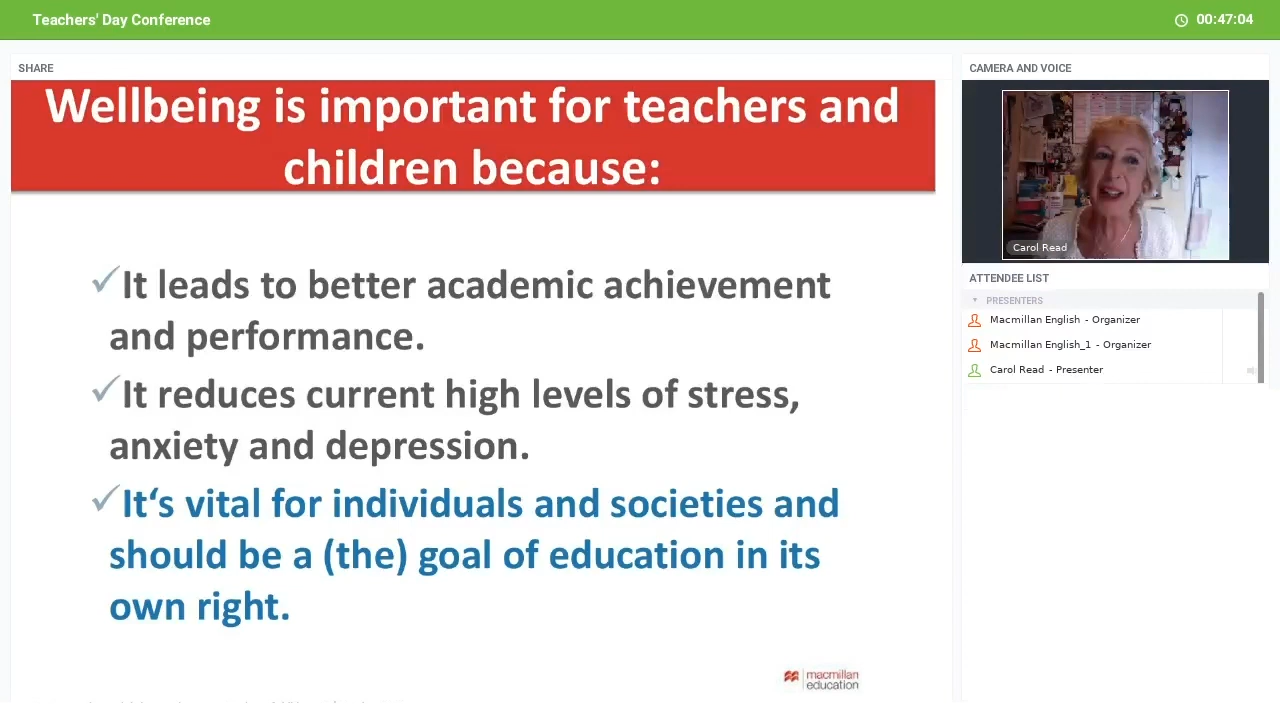 Teachers' Day Conference
00:47:04
SHARE
Wellbeing is important for teachers and
children because:
✓It leads to better academic achievement
and performance.
✓It reduces current high levels of stress,
anxiety and depression.
✓It‘s vital for individuals and societies and
should be a (the) goal of education in its
own right.
macmillan
education
CAMERA AND VOICE
Carol Read
ATTENDEE LIST
PRESENTERS
Macmillan English - Organizer
Macmillan English_1 - Organizer
Carol Read - Presenter